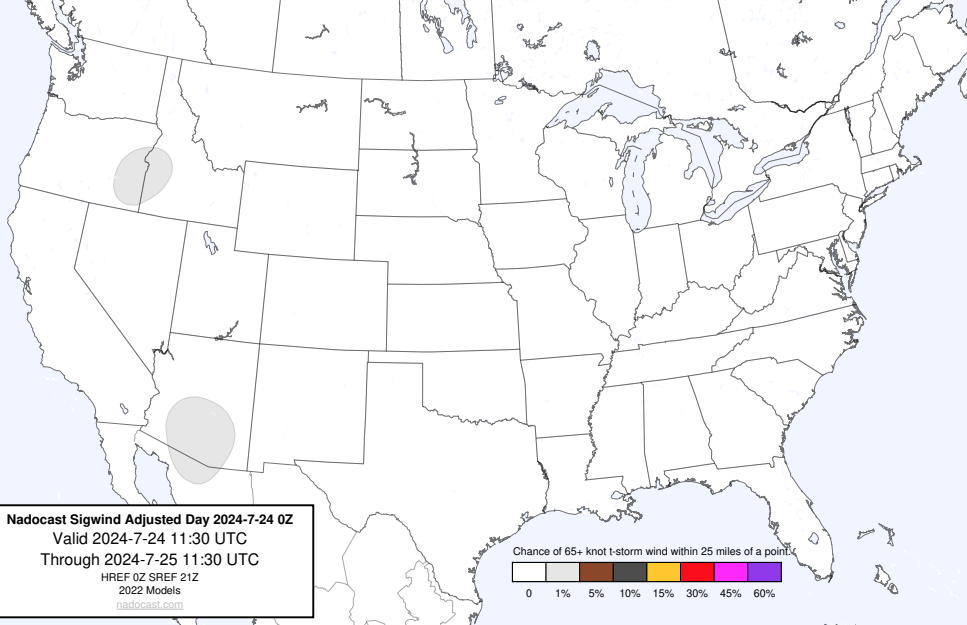 Nadocast Sigwind Adjusted Day 2024-7-24 0Z
Valid 2024-7-24 11:30 UTC
Through 2024-7-25 11:30 UTC
HREF 0Z SREF 21Z
2022 Models
nadocast.com
Chance of 65+ knot t-storm wind within 25 miles of a point.
0 1% 5% 10% 15% 30% 45% 60%